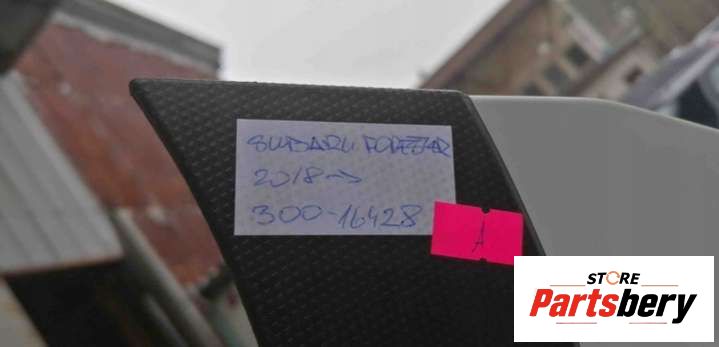 SUBARU FORESTER
2018->
300-16428
A
STORE
Partsbery